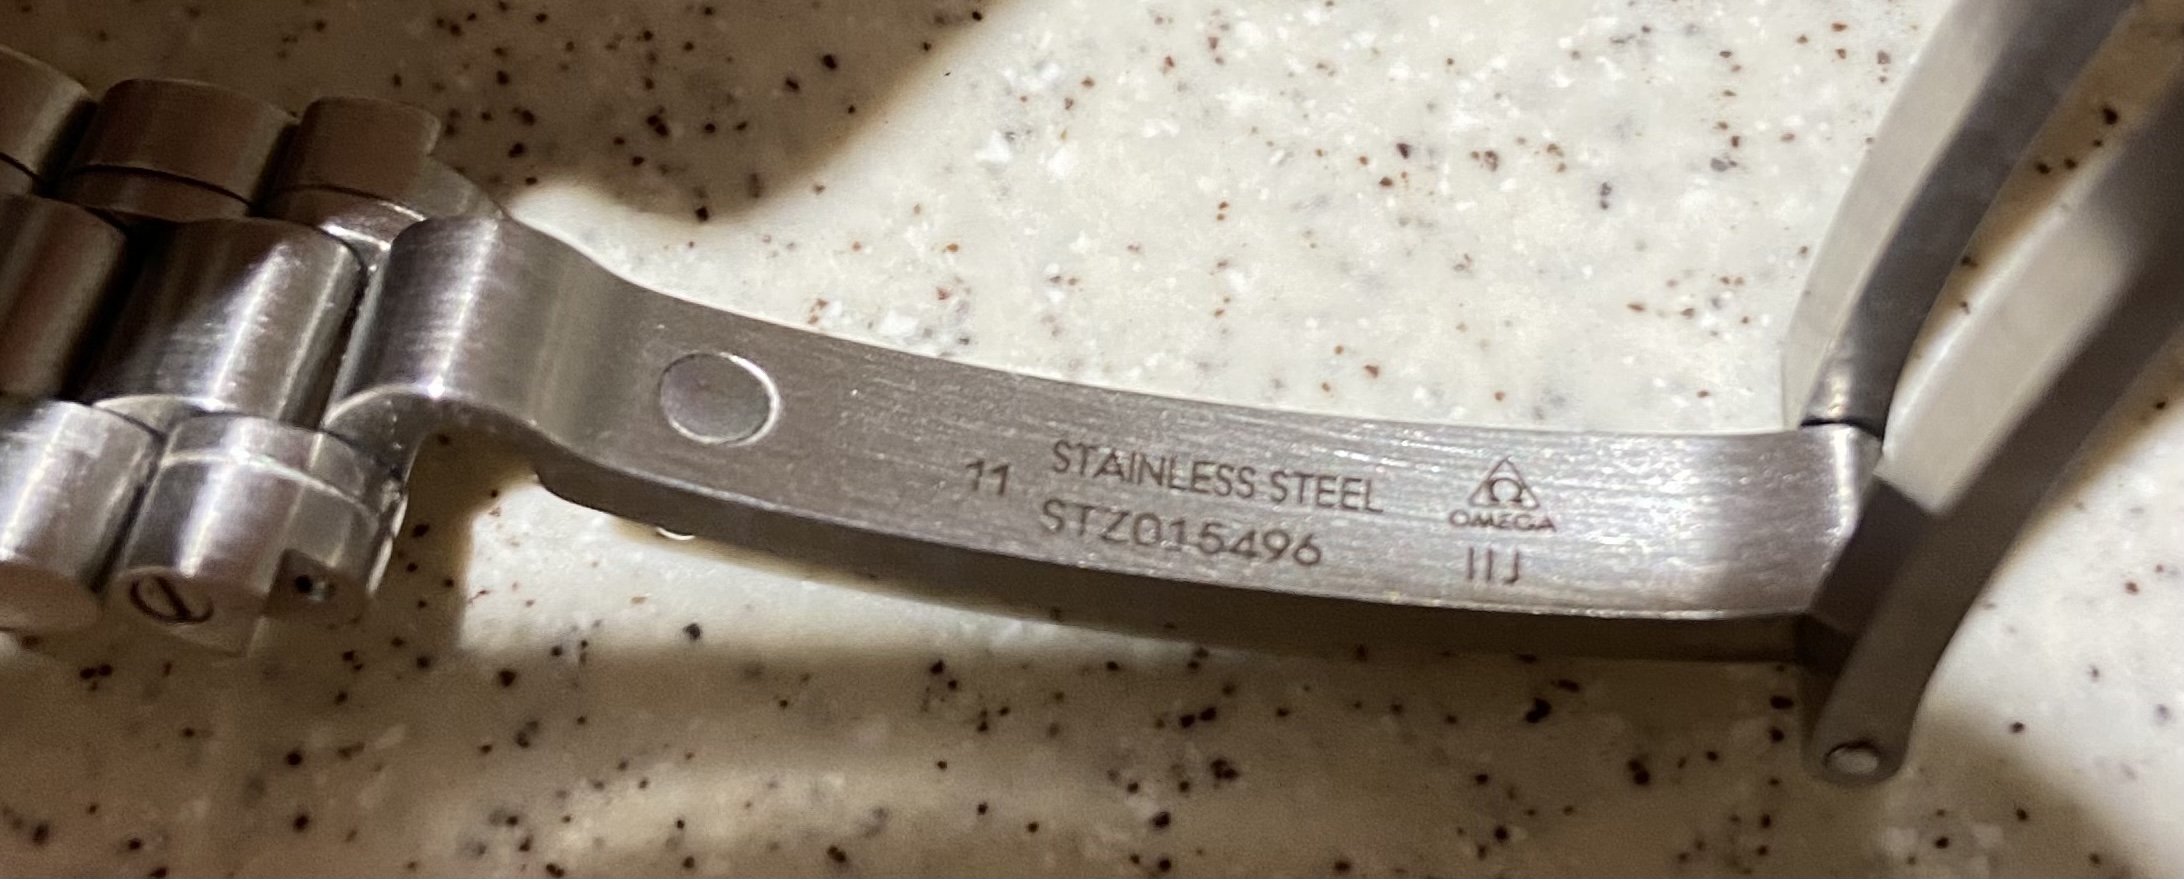 11
STAINLESS STEEL
STZ015496
Ω
OMEGA
IIJ